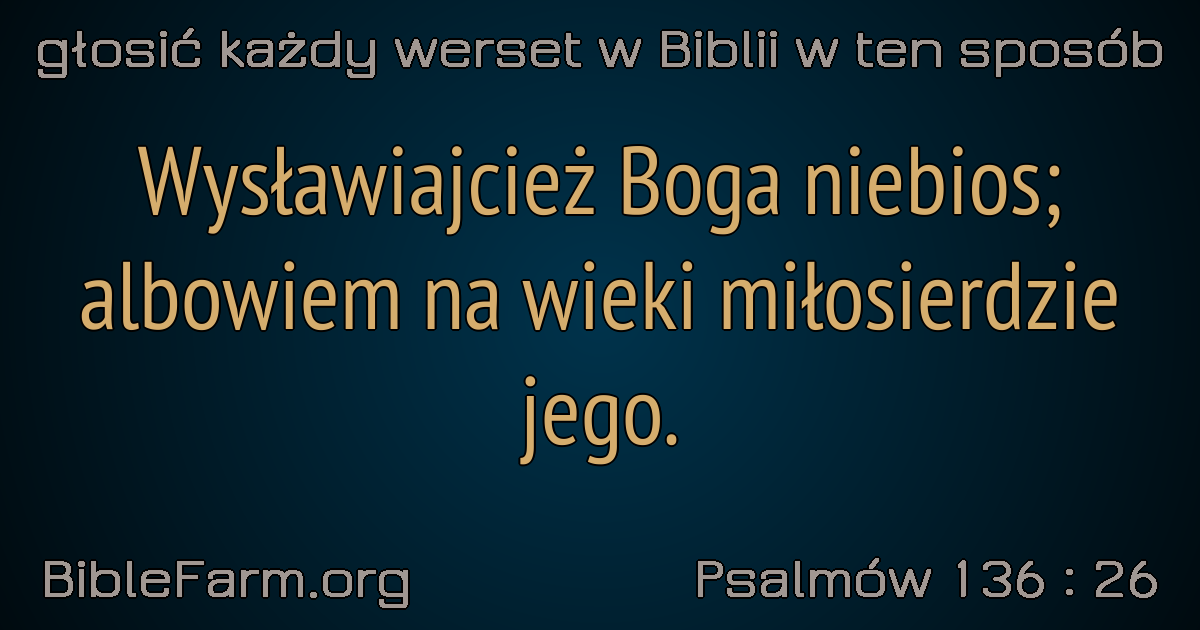 głosić każdy werset w Biblii w ten sposób
Wysławiajcież Boga niebios;
albowiem na wieki miłosierdzie
jego.
BibleFarm.org
Psalmów 136 : 26